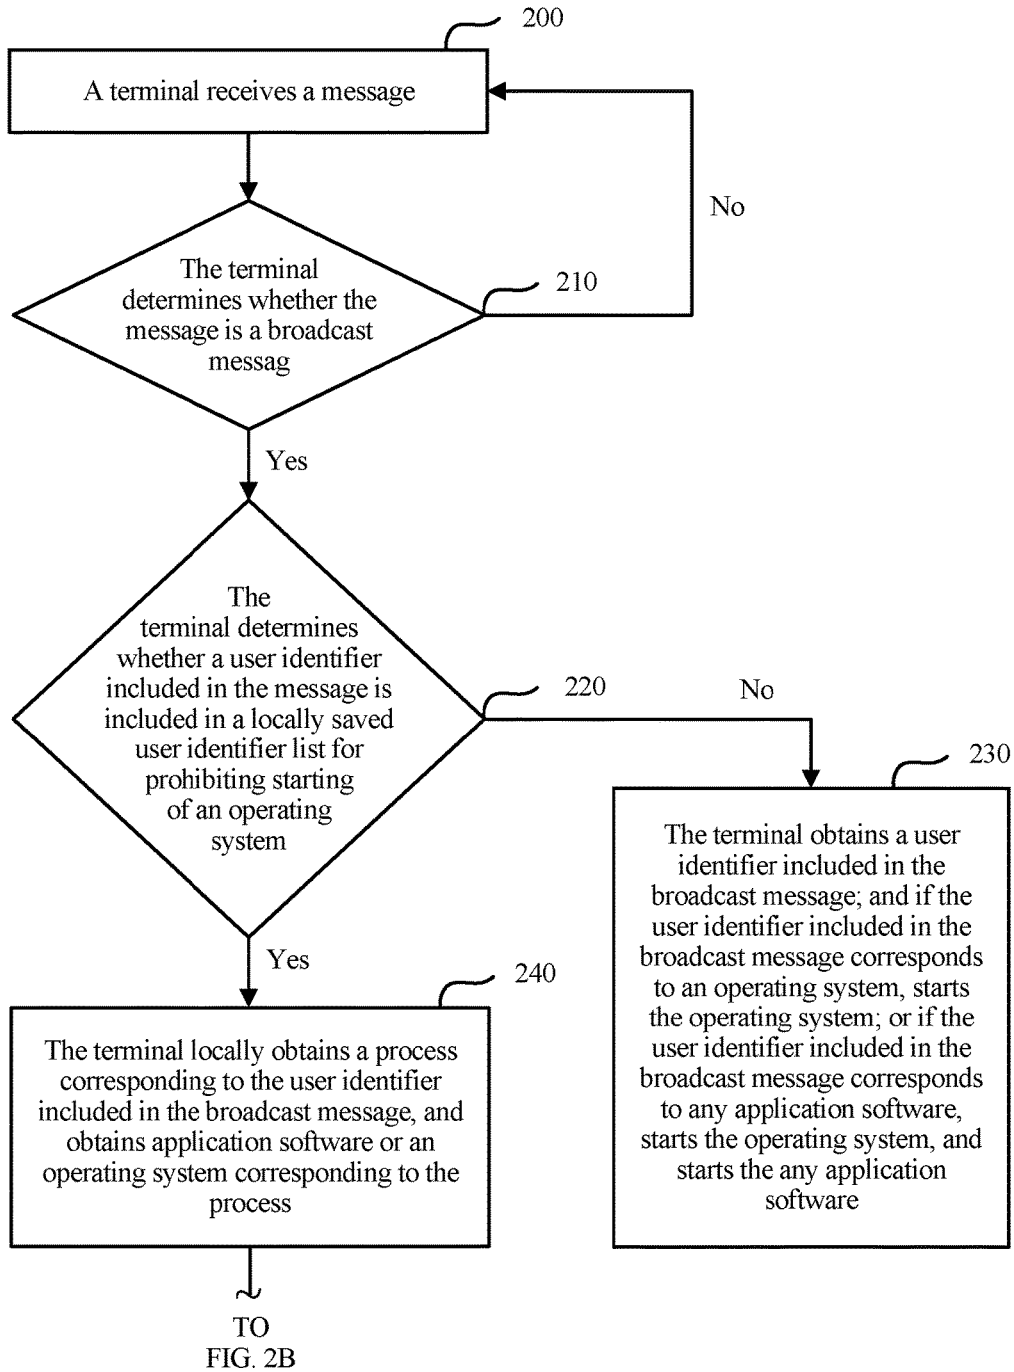 200
A terminal receives a message
No
210
The terminal
determines whether the
message is a broadcast
messag
Yes
The
terminal determines
whether a user identifier
included in the message is
included in a locally saved
user identifier list for
prohibiting starting
of an operating
system
220
No
230
The terminal obtains a user
identifier included in the
broadcast message; and if the
user identifier included in the
broadcast message corresponds
to an operating system, starts
the operating system; or if the
user identifier included in the
broadcast message corresponds
to any application software,
starts the operating system, and
starts the any application
software
Yes
240
The terminal locally obtains a process
corresponding to the user identifier
included in the broadcast message, and
obtains application software or an
operating system corresponding to the
process
TO
FIG. 2B